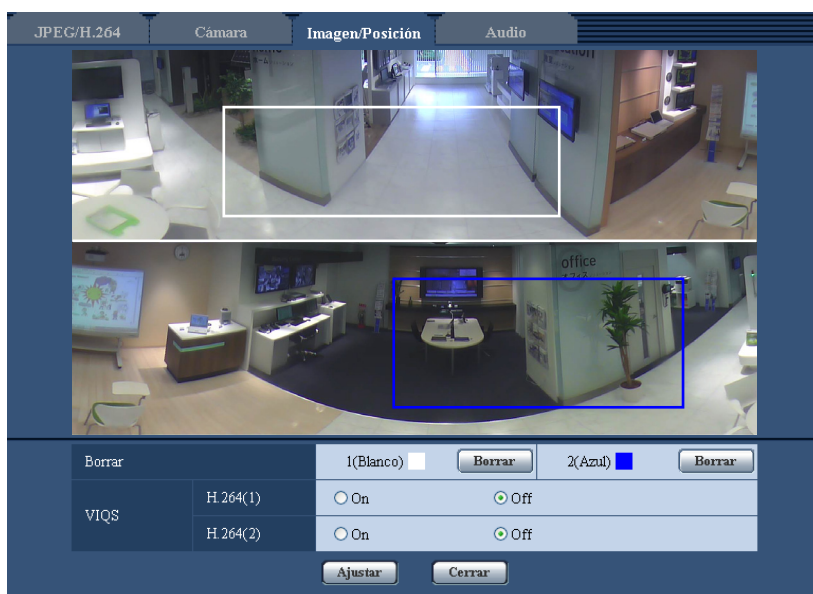 JPEG/H.264 Cámara Imagen/Posición Audio
office
Borrar 1(Blanco) Borrar 2(Azul) Borrar
VIQS H.264(1) On Off
H.264(2) On Off
Ajustar Cerrar